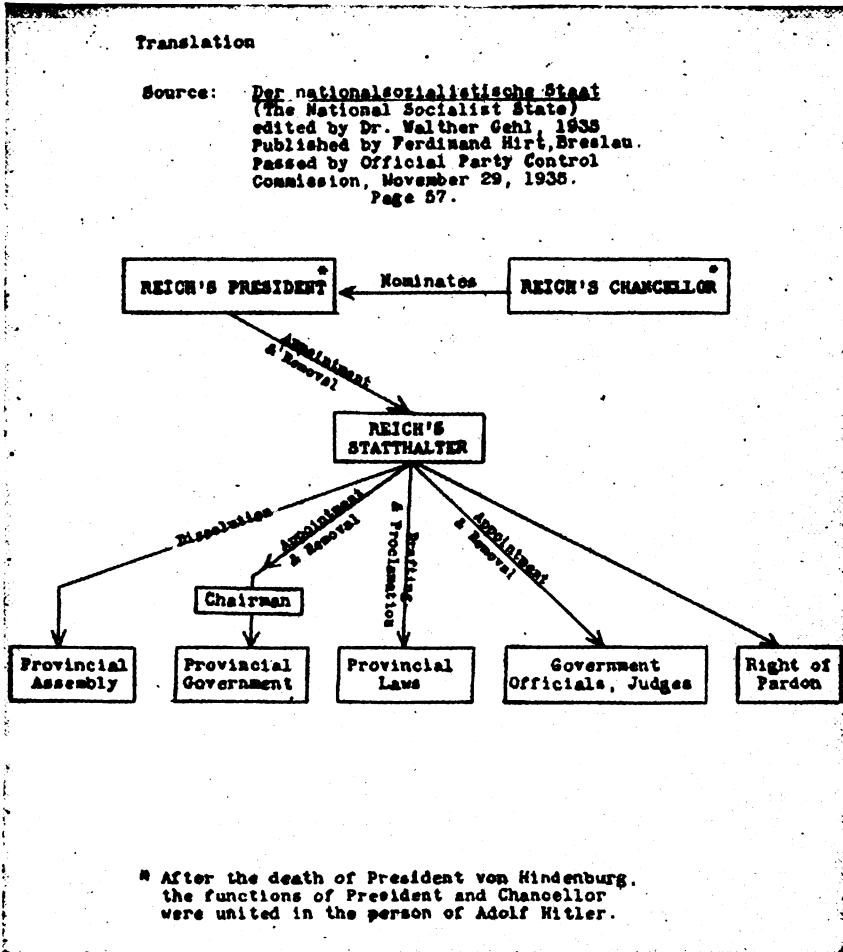 Translation
Source: Der nationalsozialistische Staat
(The National Socialist State)
edited by Dr. Walther Gehl, 1935
Published by Ferdinand Hirt, Breslau.
Passed by Official Party Control
Commission, November 29, 1935.
Page 57.
REICH'S PRESIDENT*
Nominates
REICH'S CHANCELLOR*
Appointment
& Removal
REICH'S
STATTHALTER
Dissolution
Appointment
& Removal
Drafting
& Proclamation
Appointment
& Removal
Chairman
Provincial
Assembly
Provincial
Government
Provincial
Laws
Government
Officials, Judges
Right of
Pardon
* After the death of President von Hindenburg,
the functions of President and Chancellor
were united in the person of Adolf Hitler.